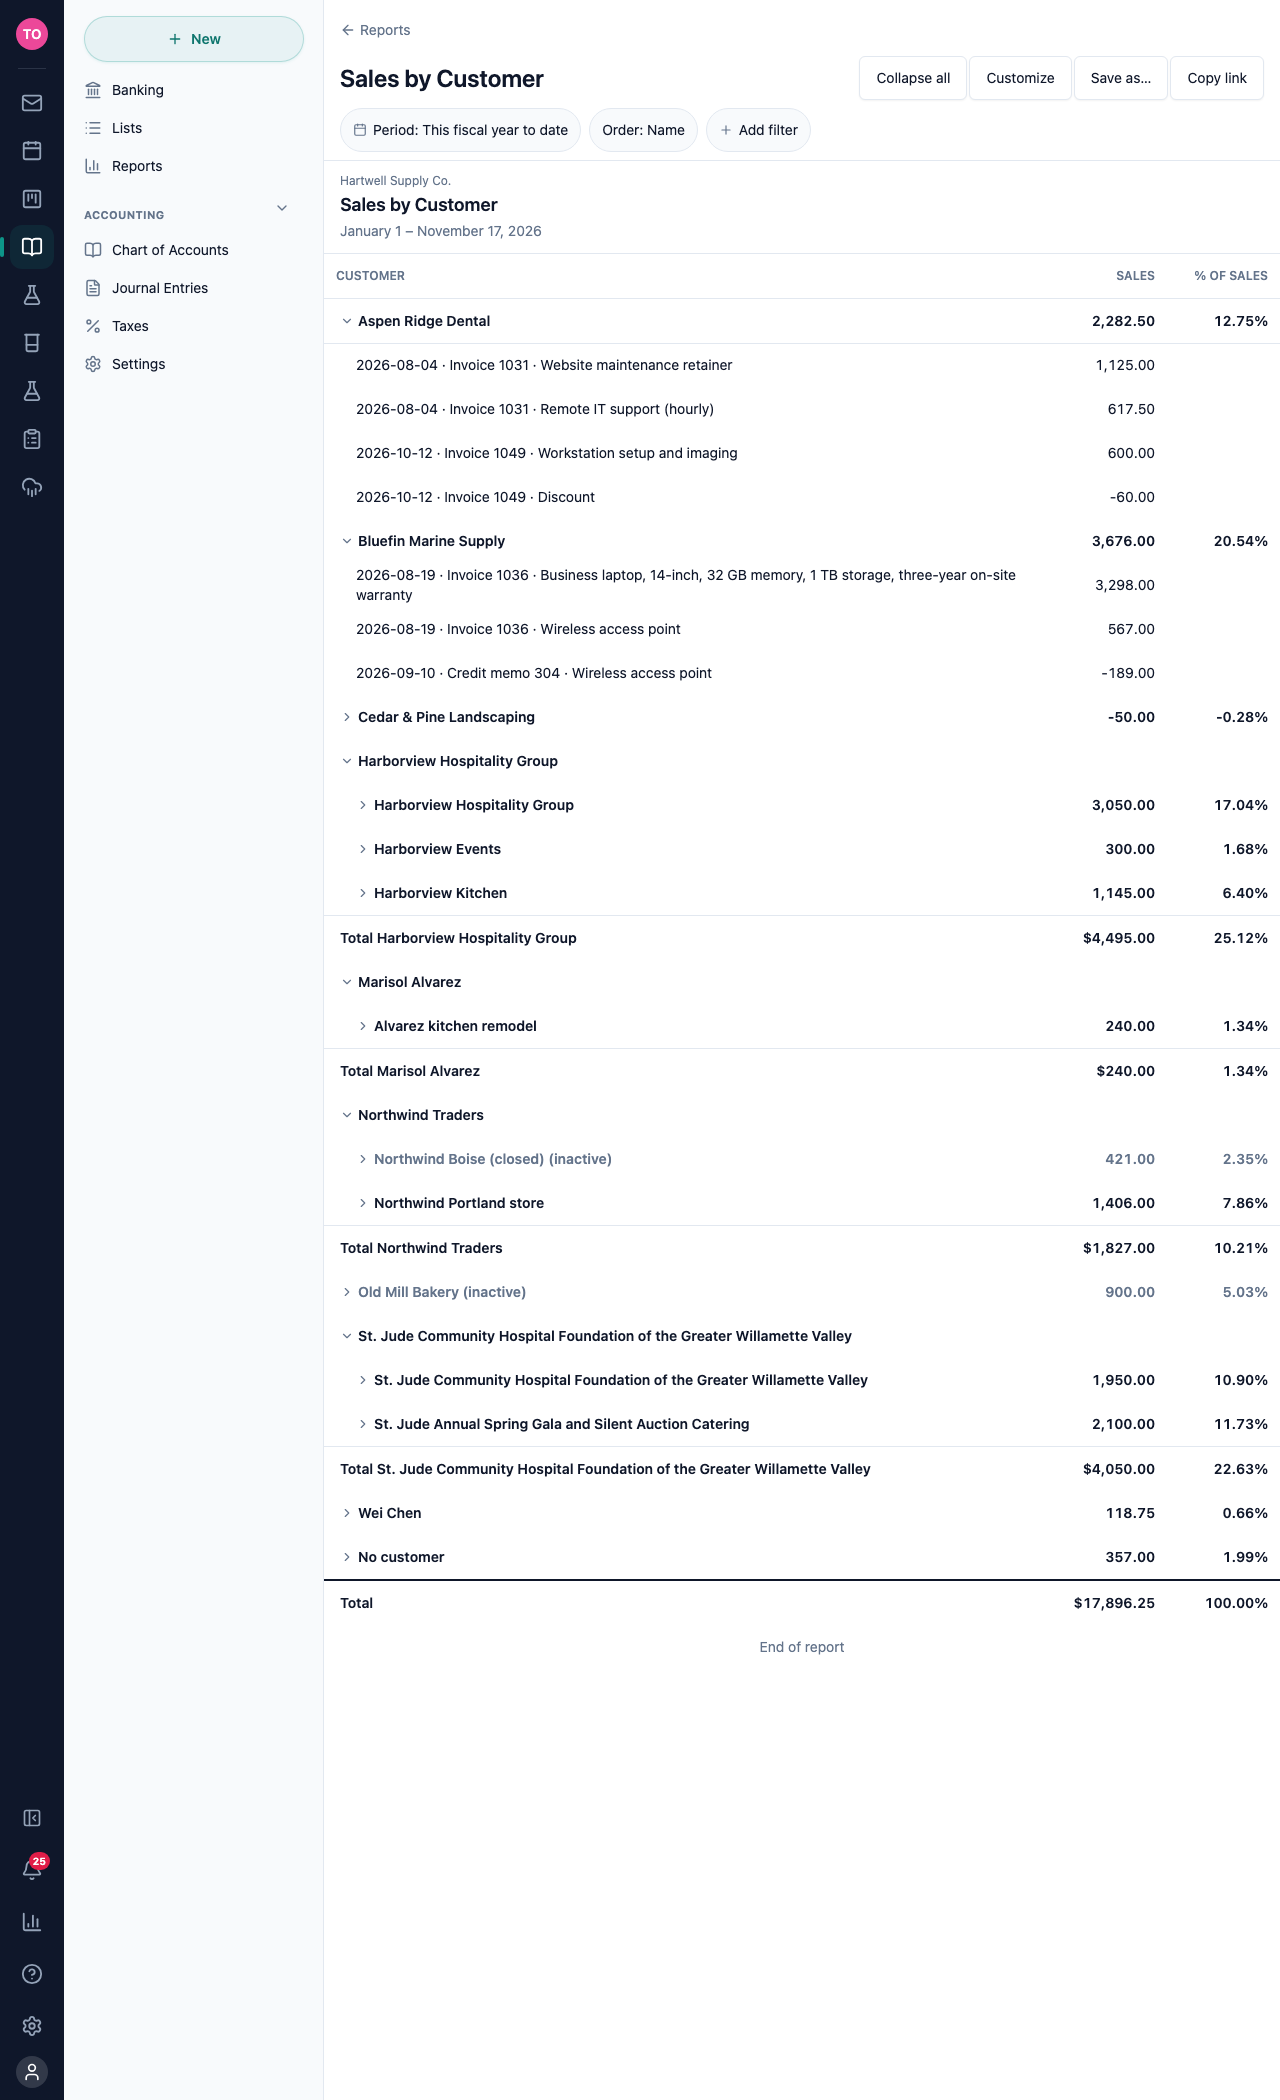 TO
New
Banking
Lists
Reports
ACCOUNTING
Chart of Accounts
Journal Entries
Taxes
Settings
25
Reports
Sales by Customer
Collapse all
Customize
Save as...
Copy link
Period: This fiscal year to date
Order: Name
Add filter
Hartwell Supply Co.
Sales by Customer
January 1 – November 17, 2026
CUSTOMER SALES % OF SALES
Aspen Ridge Dental 2,282.50 12.75%
2026-08-04 · Invoice 1031 · Website maintenance retainer 1,125.00
2026-08-04 · Invoice 1031 · Remote IT support (hourly) 617.50
2026-10-12 · Invoice 1049 · Workstation setup and imaging 600.00
2026-10-12 · Invoice 1049 · Discount -60.00
Bluefin Marine Supply 3,676.00 20.54%
2026-08-19 · Invoice 1036 · Business laptop, 14-inch, 32 GB memory, 1 TB storage, three-year on-site
warranty 3,298.00
2026-08-19 · Invoice 1036 · Wireless access point 567.00
2026-09-10 · Credit memo 304 · Wireless access point -189.00
Cedar & Pine Landscaping -50.00 -0.28%
Harborview Hospitality Group
Harborview Hospitality Group 3,050.00 17.04%
Harborview Events 300.00 1.68%
Harborview Kitchen 1,145.00 6.40%
Total Harborview Hospitality Group $4,495.00 25.12%
Marisol Alvarez
Alvarez kitchen remodel 240.00 1.34%
Total Marisol Alvarez $240.00 1.34%
Northwind Traders
Northwind Boise (closed) (inactive) 421.00 2.35%
Northwind Portland store 1,406.00 7.86%
Total Northwind Traders $1,827.00 10.21%
Old Mill Bakery (inactive) 900.00 5.03%
St. Jude Community Hospital Foundation of the Greater Willamette Valley
St. Jude Community Hospital Foundation of the Greater Willamette Valley 1,950.00 10.90%
St. Jude Annual Spring Gala and Silent Auction Catering 2,100.00 11.73%
Total St. Jude Community Hospital Foundation of the Greater Willamette Valley $4,050.00 22.63%
Wei Chen 118.75 0.66%
No customer 357.00 1.99%
Total $17,896.25 100.00%
End of report